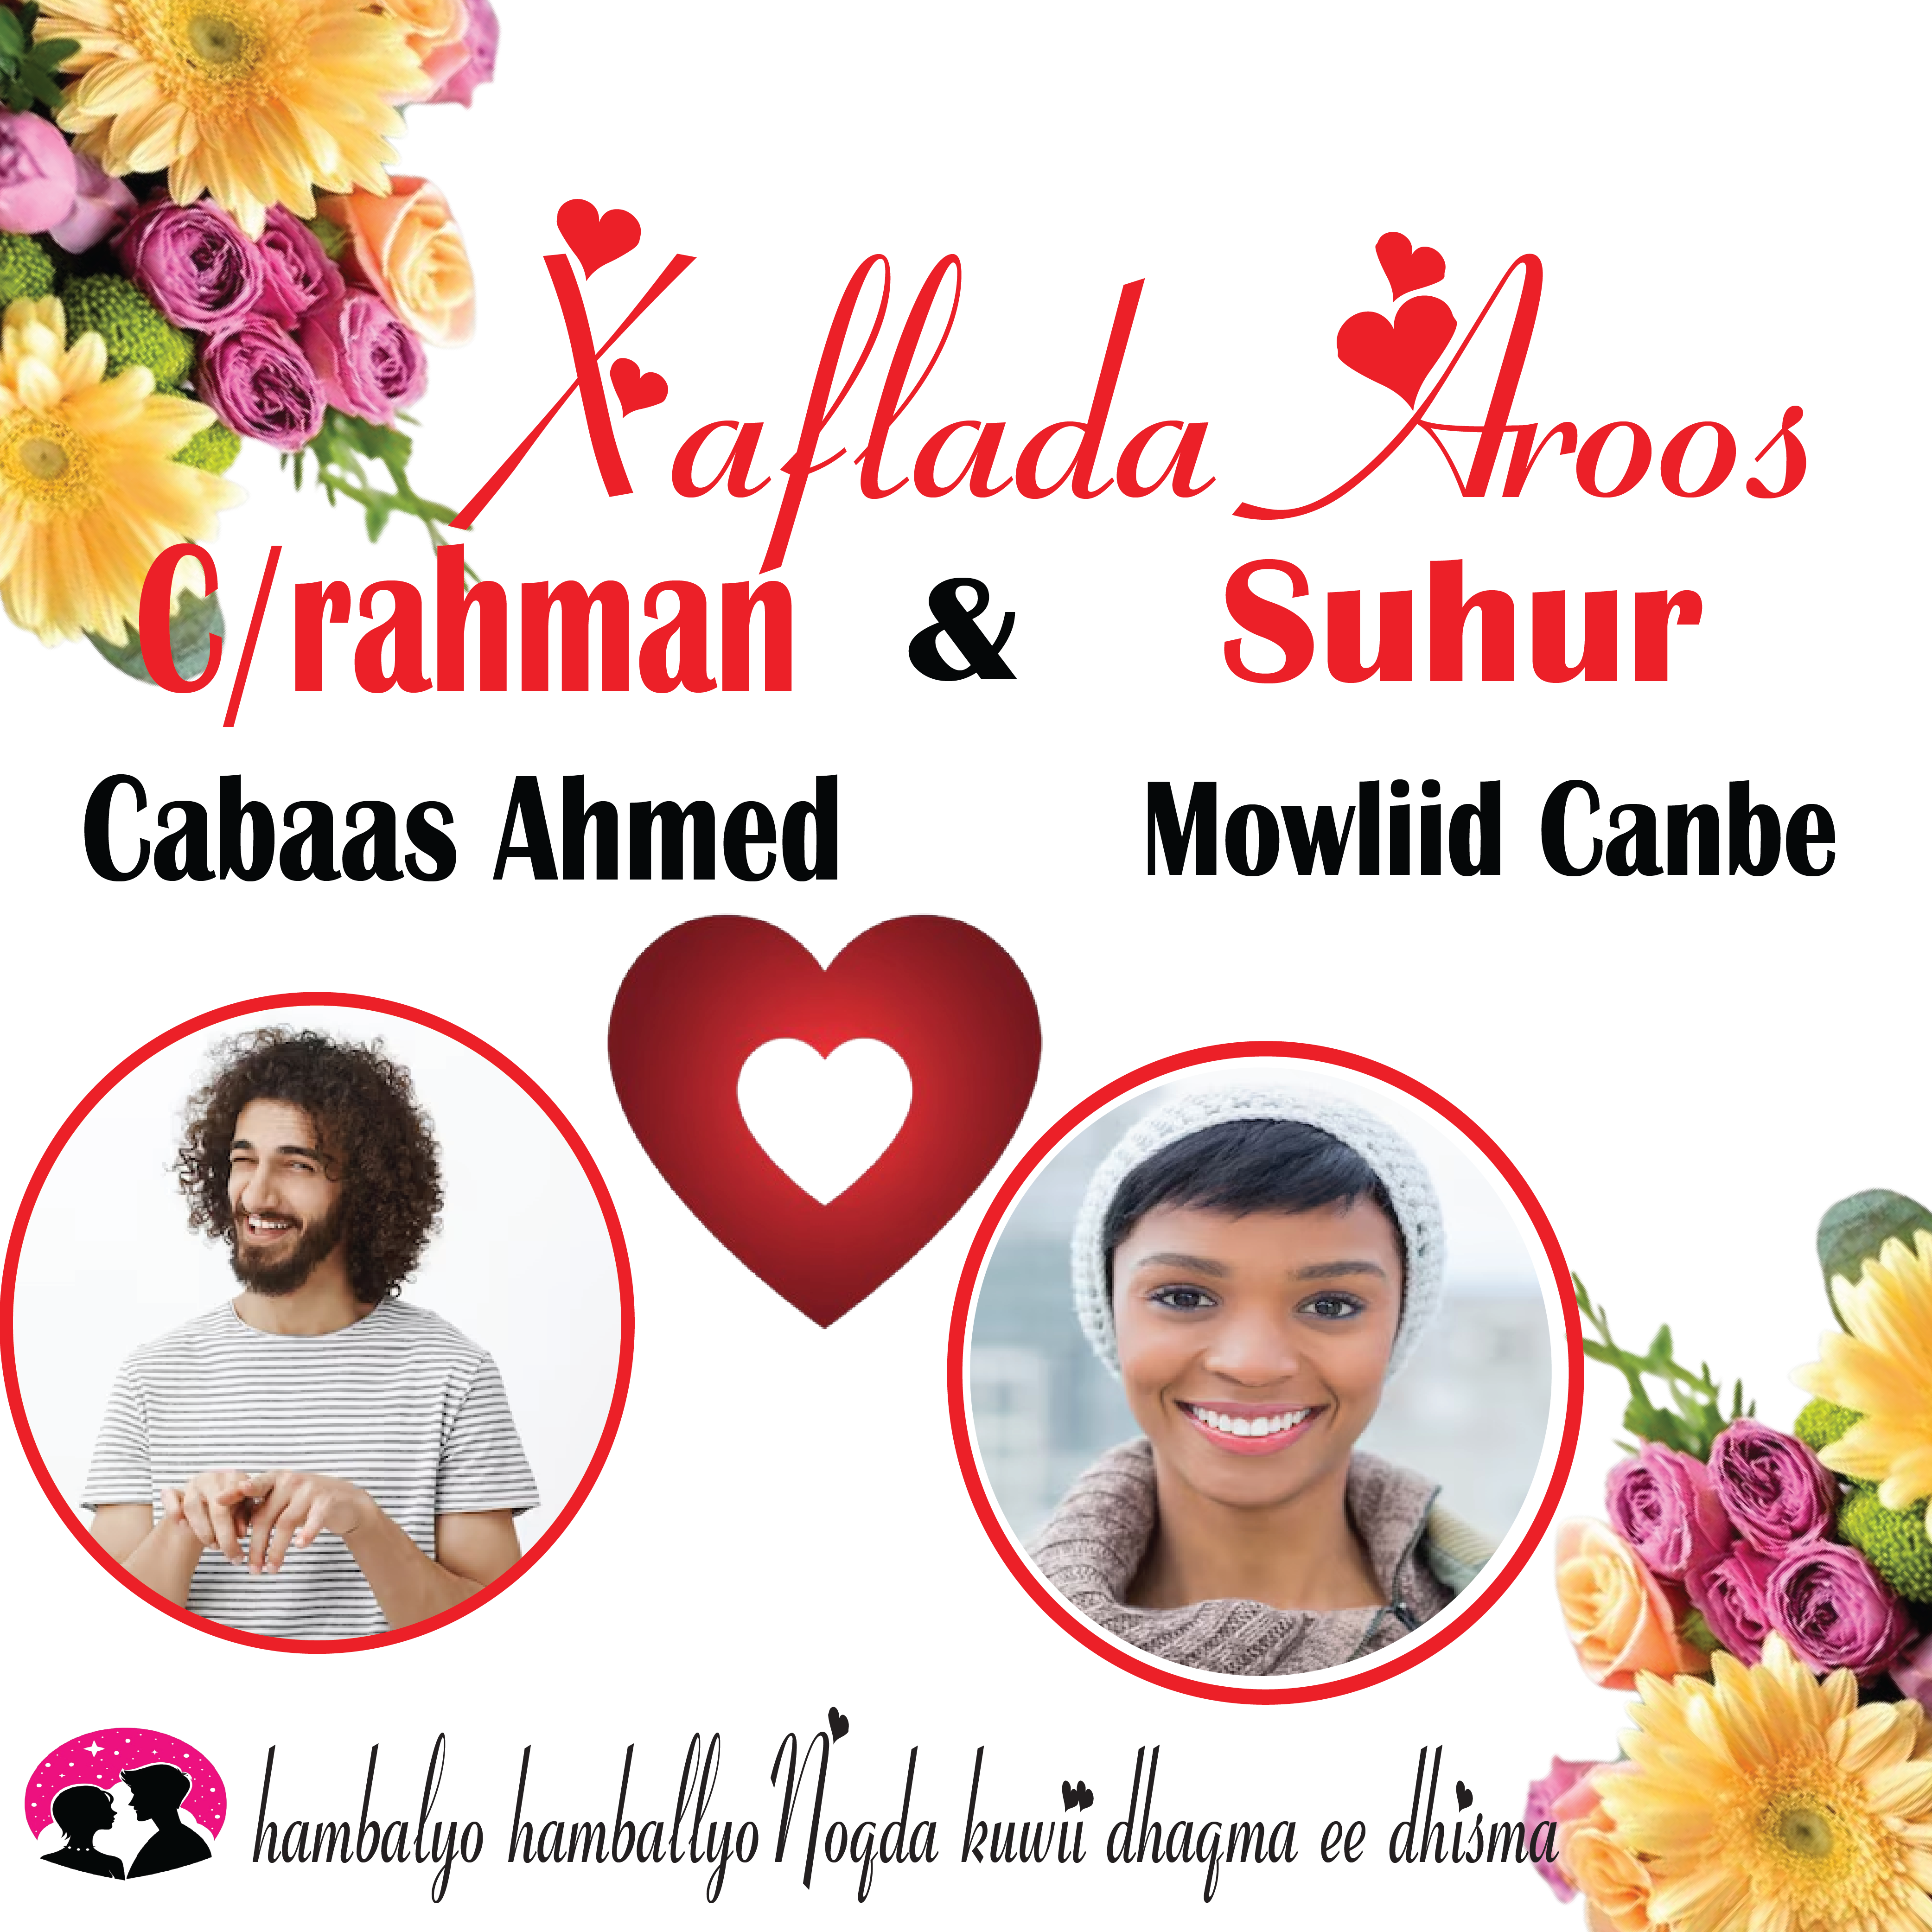 Xaflada Aroos
C/rahman & Suhur
Cabaas Ahmed Mowliid Canbe
hambalyo hamballyo Noqda kuwii dhaqma ee dhisma